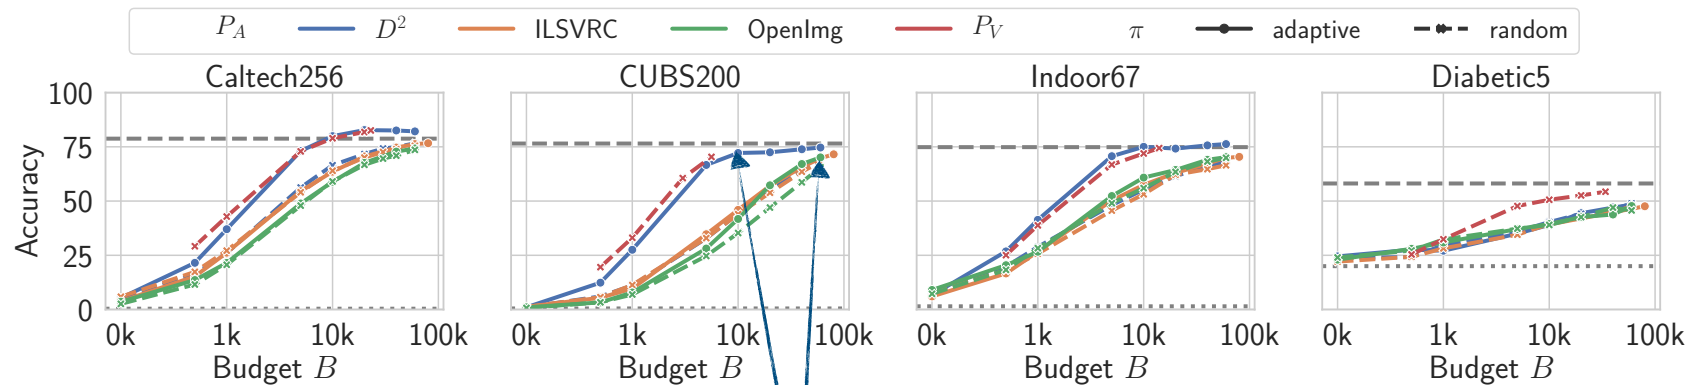 P_A D² ILSVRC OpenImg P_V π adaptive random
Caltech256 CUBS200 Indoor67 Diabetic5
100
75
50
25
0
Accuracy
0k 1k 10k 100k 0k 1k 10k 100k 0k 1k 10k 100k 0k 1k 10k 100k
Budget B Budget B Budget B Budget B